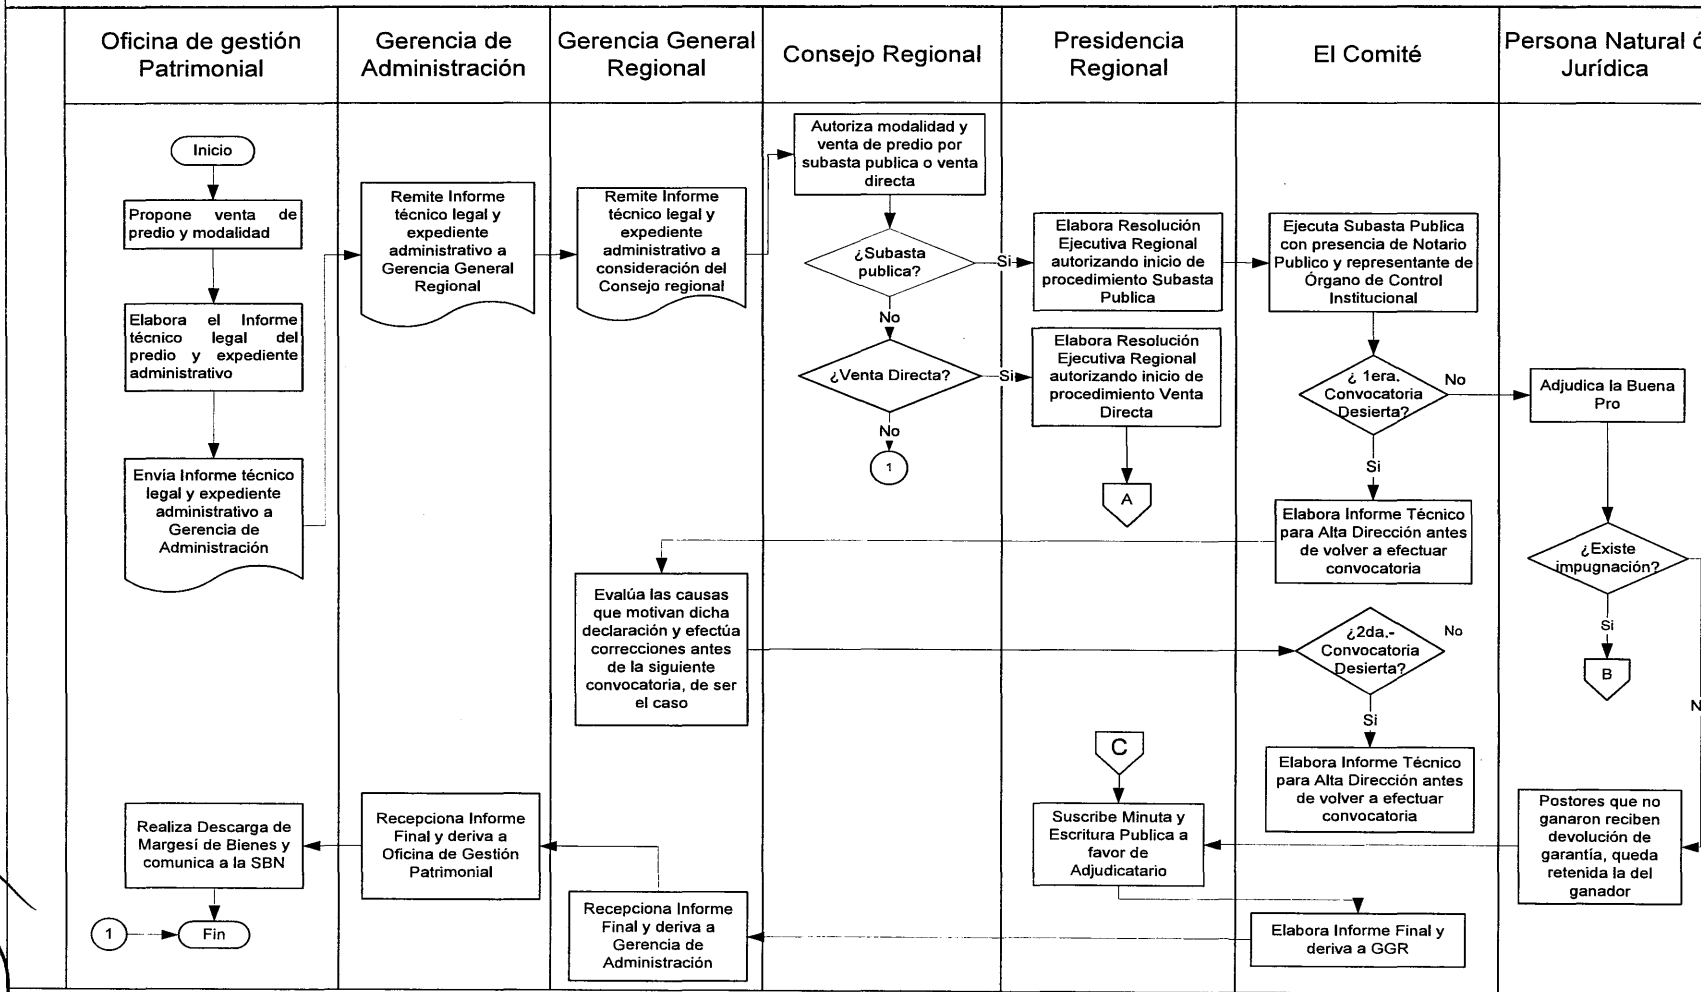 Oficina de gestión
Patrimonial
Gerencia de
Administración
Gerencia General
Regional
Consejo Regional
Presidencia
Regional
El Comité
Persona Natural ó
Jurídica
Inicio
Propone venta de
predio y modalidad
Elabora el Informe
técnico legal del
predio y expediente
administrativo
Envía Informe técnico
legal y expediente
administrativo a
Gerencia de
Administración
Remite Informe
técnico legal y
expediente
administrativo a
Gerencia General
Regional
Remite Informe
técnico legal y
expediente
administrativo a
consideración del
Consejo regional
Autoriza modalidad y
venta de predio por
subasta publica o venta
directa
¿Subasta
publica?
Si
No
¿Venta Directa?
Si
No
1
Elabora Resolución
Ejecutiva Regional
autorizando inicio de
procedimiento Subasta
Publica
Elabora Resolución
Ejecutiva Regional
autorizando inicio de
procedimiento Venta
Directa
A
Ejecuta Subasta Publica
con presencia de Notario
Publico y representante de
Órgano de Control
Institucional
¿ 1era.
Convocatoria
Desierta?
No
Si
Adjudica la Buena
Pro
Elabora Informe Técnico
para Alta Dirección antes
de volver a efectuar
convocatoria
¿Existe
impugnación?
Si
B
N
Evalúa las causas
que motivan dicha
declaración y efectúa
correcciones antes
de la siguiente
convocatoria, de ser
el caso
¿2da.-
Convocatoria
Desierta?
No
Si
Elabora Informe Técnico
para Alta Dirección antes
de volver a efectuar
convocatoria
C
Suscribe Minuta y
Escritura Publica a
favor de
Adjudicatario
Postores que no
ganaron reciben
devolución de
garantía, queda
retenida la del
ganador
Realiza Descarga de
Margesí de Bienes y
comunica a la SBN
Recepciona Informe
Final y deriva a
Oficina de Gestión
Patrimonial
Recepciona Informe
Final y deriva a
Gerencia de
Administración
Elabora Informe Final y
deriva a GGR
1
Fin